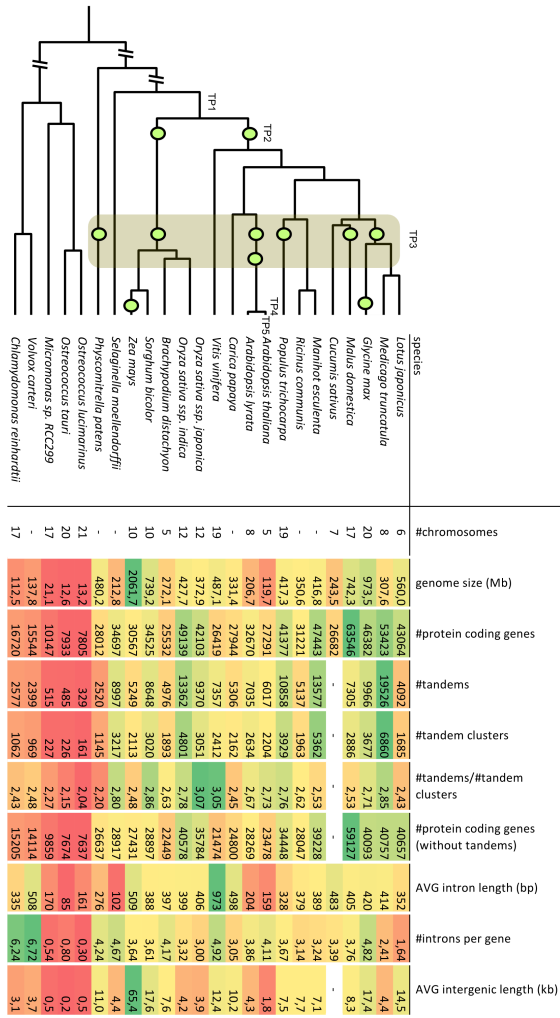 TP1
TP2
TP3
TP4
TP5
species #chromosomes genome size (Mb) #protein coding genes #tandems #tandem clusters #tandems/#tandem clusters #protein coding genes (without tandems) AVG intron length (bp) #introns per gene AVG intergenic length (kb)
Lotus japonicus 6 560,0 43064 4092 1685 2,43 40657 352 1,64 14,5
Medicago truncatula 8 307,6 53423 19526 6860 2,85 40757 414 2,41 4,4
Glycine max 20 973,5 46382 9966 3677 2,71 40093 420 4,82 17,4
Malus domestica 17 742,3 63546 7305 2886 2,53 59127 405 3,76 8,3
Cucumis sativus 7 243,5 26682 - - - - 483 3,39 -
Manihot esculenta - 416,8 47443 13577 5362 2,53 39228 389 3,24 7,1
Ricinus communis - 350,6 31221 5137 1963 2,62 28047 379 3,14 7,7
Populus trichocarpa 19 417,3 41377 10858 3929 2,76 34448 328 3,67 7,5
Arabidopsis thaliana 5 119,7 27291 6017 2204 2,73 23478 159 4,11 1,8
Arabidopsis lyrata 8 206,7 32670 7035 2634 2,67 28269 204 3,86 4,3
Carica papaya - 331,4 27944 5306 2162 2,45 24800 498 3,05 10,2
Vitis vinifera 19 487,1 26419 7357 2412 3,05 21474 973 4,92 12,4
Oryza sativa ssp. japonica 12 372,9 42103 9370 3051 3,07 35784 406 3,00 3,9
Oryza sativa ssp. indica 12 427,7 49139 13362 4801 2,78 40578 399 3,32 4,2
Brachypodium distachyon 5 272,1 25532 4976 1893 2,63 22449 397 4,17 7,6
Sorghum bicolor 10 739,2 34525 8648 3020 2,86 28897 388 3,61 17,6
Zea mays 10 2061,7 30567 5249 2113 2,48 27431 509 3,64 65,4
Selaginella moellendorffii - 212,8 34697 8997 3217 2,80 28917 102 4,67 4,4
Physcomitrella patens - 480,2 28012 2520 1145 2,20 26637 276 4,24 11,0
Ostreococcus lucimarinus 21 13,2 7805 329 161 2,04 7637 161 0,30 0,5
Ostreococcus tauri 20 12,6 7933 485 226 2,15 7674 85 0,80 0,2
Micromonas sp. RCC299 17 21,1 10147 515 227 2,27 9859 170 0,54 0,5
Volvox carteri - 137,8 15544 2399 969 2,48 14114 508 6,72 3,7
Chlamydomonas reinhardtii 17 112,5 16720 2577 1062 2,43 15205 335 6,24 3,1